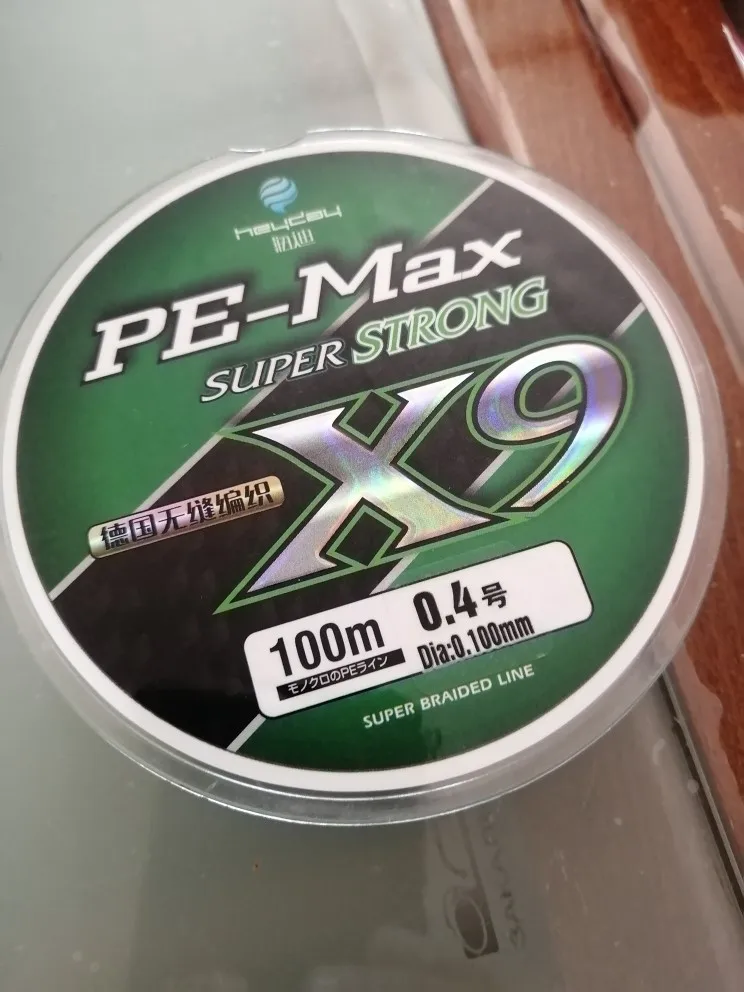 heyday
PE-Max
SUPER STRONG
X9
德国无缝编织
100m 0.4号
モノクロのPEライン Dia:0.100mm
SUPER BRAIDED LINE